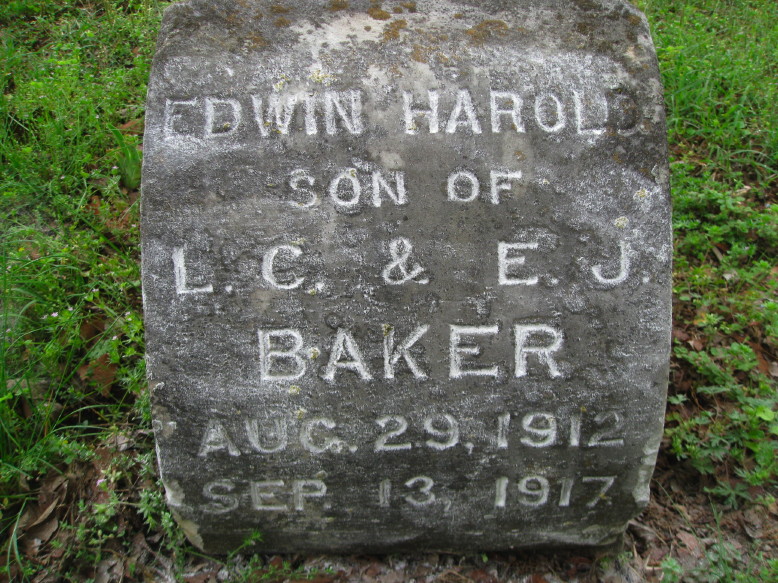 EDWIN HAROLD
SON OF
L. C. & E. J.
BAKER
AUG. 29, 1912
SEP. 13, 1917